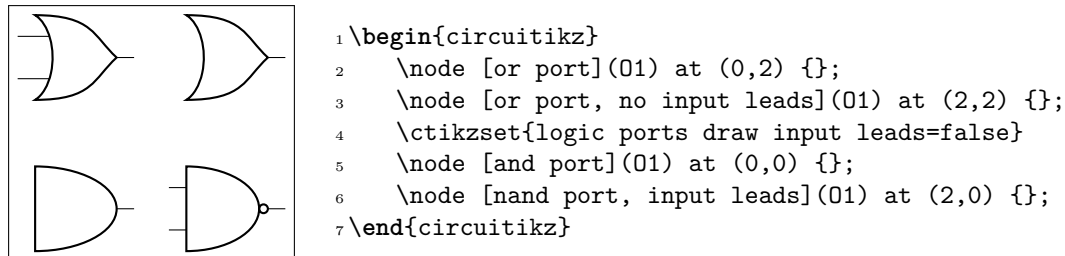 1 \begin{circuitikz}
2     \node [or port](O1) at (0,2) {};
3     \node [or port, no input leads](O1) at (2,2) {};
4     \ctikzset{logic ports draw input leads=false}
5     \node [and port](O1) at (0,0) {};
6     \node [nand port, input leads](O1) at (2,0) {};
7 \end{circuitikz}